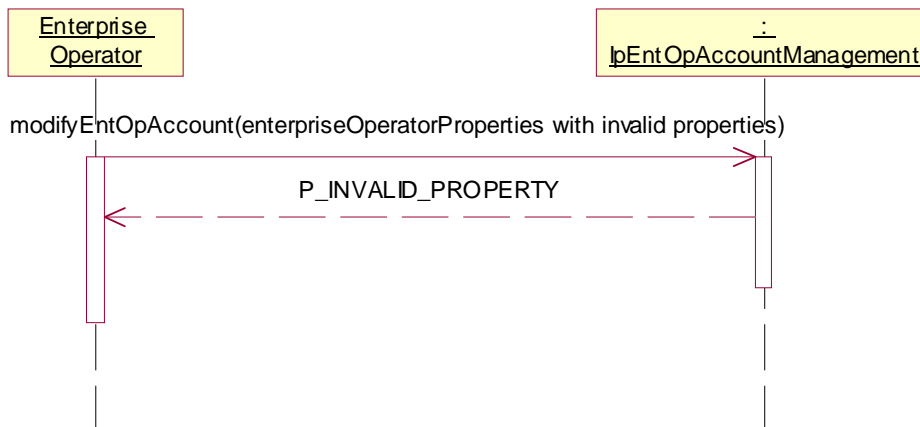 Enterprise
Operator
:
IpEntOpAccountManagement
modifyEntOpAccount(enterpriseOperatorProperties with invalid properties)
P_INVALID_PROPERTY